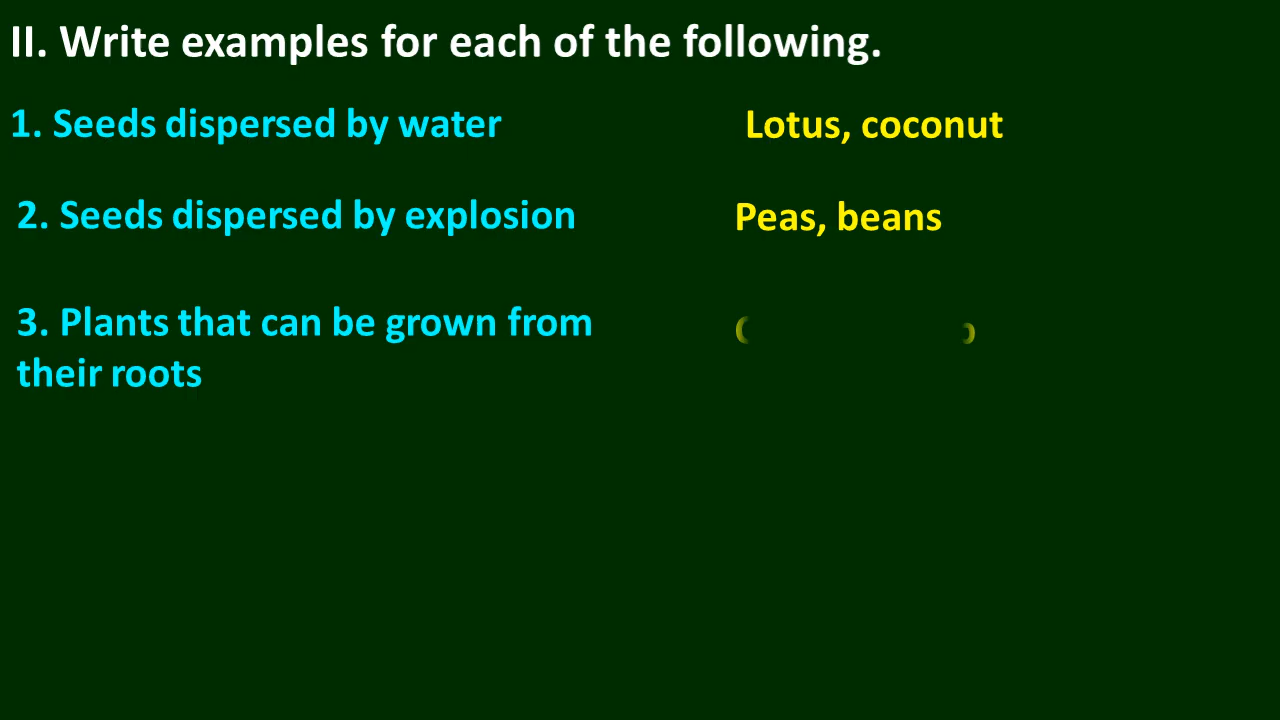 II. Write examples for each of the following.
1. Seeds dispersed by water
Lotus, coconut
2. Seeds dispersed by explosion
Peas, beans
3. Plants that can be grown from
their roots